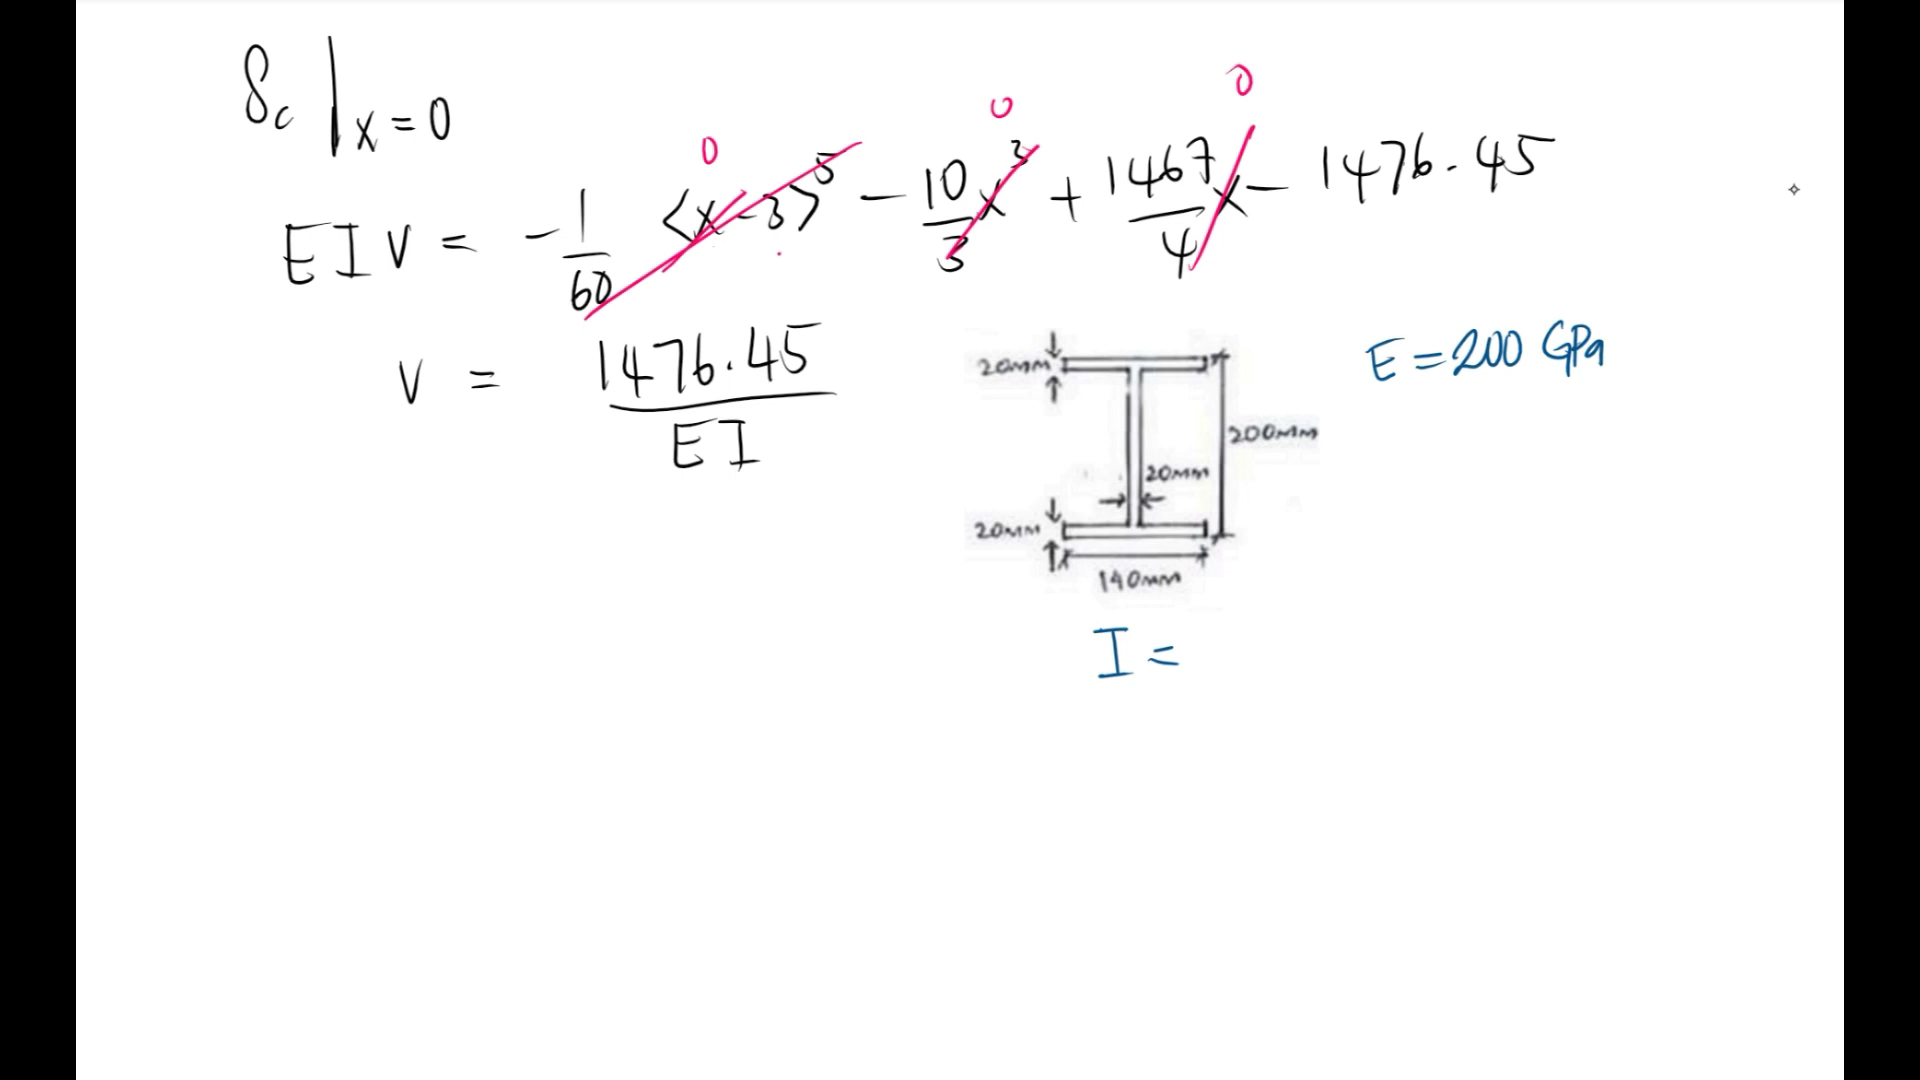 δc | x = 0
EIv = -1/60 <x-3>^5 - 10/3 x^3 + 1467/4 x - 1476.45
0 0 0
v = 1476.45 / EI
E = 200 GPa
20mm
200mm
20mm
20mm
140mm
I =